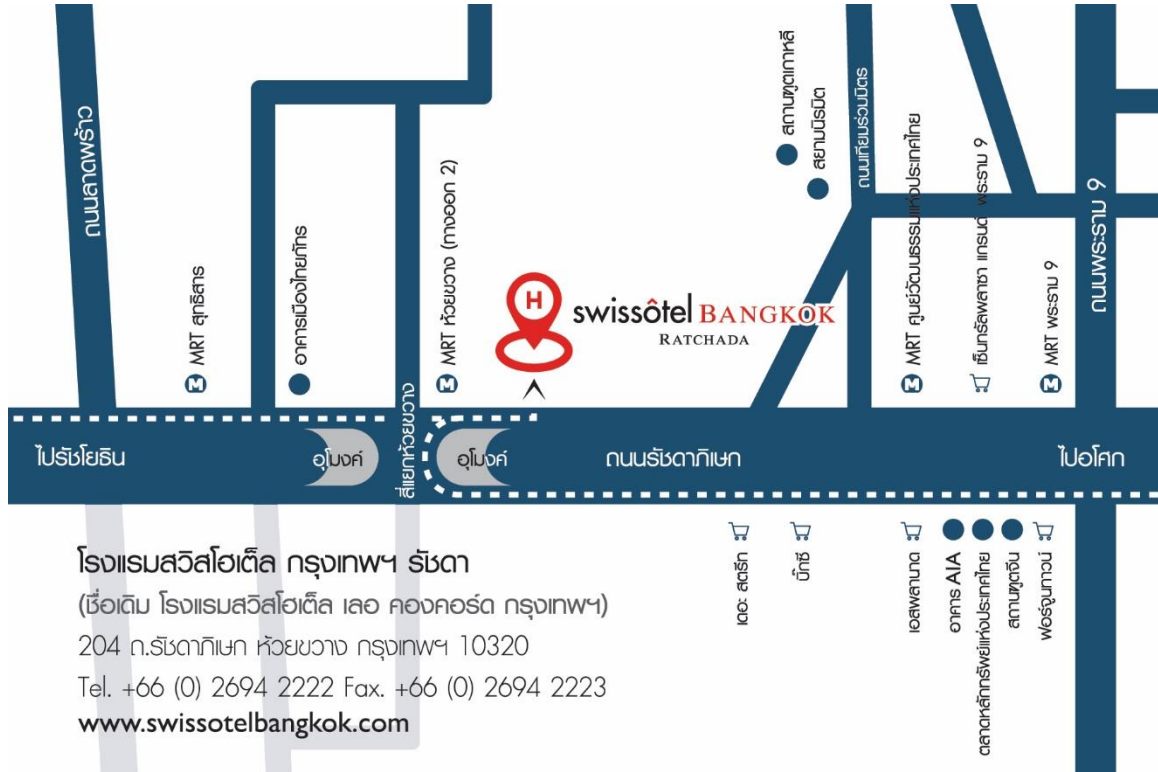 ถนนลาดพร้าว
MRT สุทธิสาร
อาคารเมืองไทยภัทร
MRT ห้วยขวาง (ทางออก 2)
H
swissôtel BANGKOK
RATCHADA
สถานฑูตเกาหลี
สยามนิรมิต
ถนนเทียมร่วมมิตร
MRT ศูนย์วัฒนธรรมแห่งประเทศไทย
เซ็นทรัลพลาซา แกรนด์ พระราม 9
MRT พระราม 9
ถนนพระราม 9
ไปรัชโยธิน
อุโมงค์
สี่แยกห้วยขวาง
อุโมงค์
ถนนรัชดาภิเษก
ไปอโศก
เดอะ สตรีท
บิ๊กซี
เอสพลานาด
อาคาร AIA
ตลาดหลักทรัพย์แห่งประเทศไทย
สถานฑูตจีน
ฟอร์จูนทาวน์
โรงแรมสวิสโฮเต็ล กรุงเทพฯ รัชดา
(ชื่อเดิม โรงแรมสวิสโฮเต็ล เลอ คองคอร์ด กรุงเทพฯ)
204 ถ.รัชดาภิเษก ห้วยขวาง กรุงเทพฯ 10320
Tel. +66 (0) 2694 2222 Fax. +66 (0) 2694 2223
www.swissotelbangkok.com